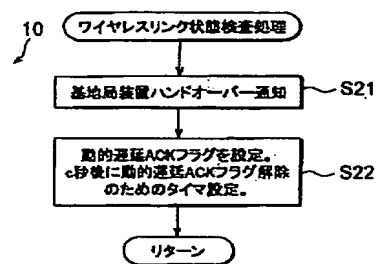 10
ワイヤレスリンク状態検査処理
基地局装置ハンドオーバー通知
S21
動的遅延ACKフラグを設定。
c秒後に動的遅延ACKフラグ解除
のためのタイマ設定。
S22
リターン